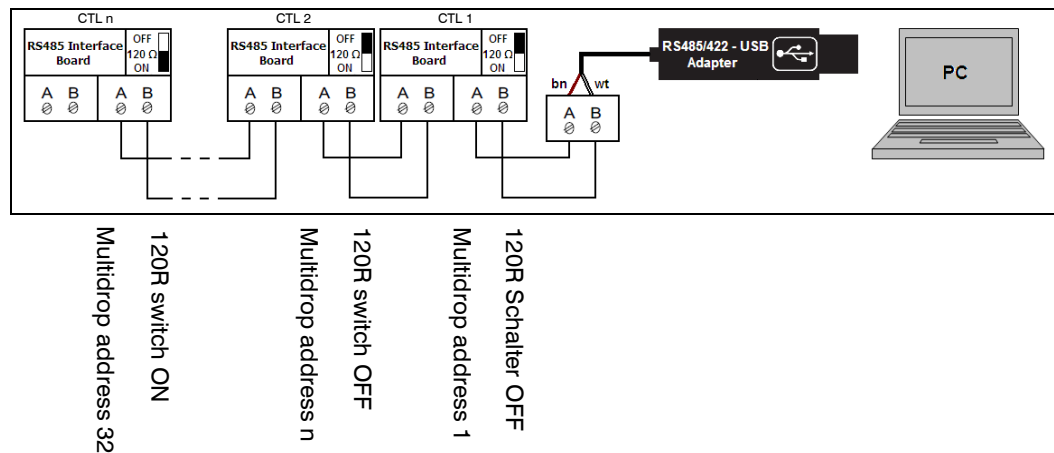 CTL n
CTL 2
CTL 1
RS485 Interface
Board
OFF
120 Ω
ON
A B A B
RS485 Interface
Board
OFF
120 Ω
ON
A B A B
RS485 Interface
Board
OFF
120 Ω
ON
A B A B
bn
wt
A B
RS485/422 - USB
Adapter
PC
120R switch ON
Multidrop address 32
120R switch OFF
Multidrop address n
120R Schalter OFF
Multidrop address 1